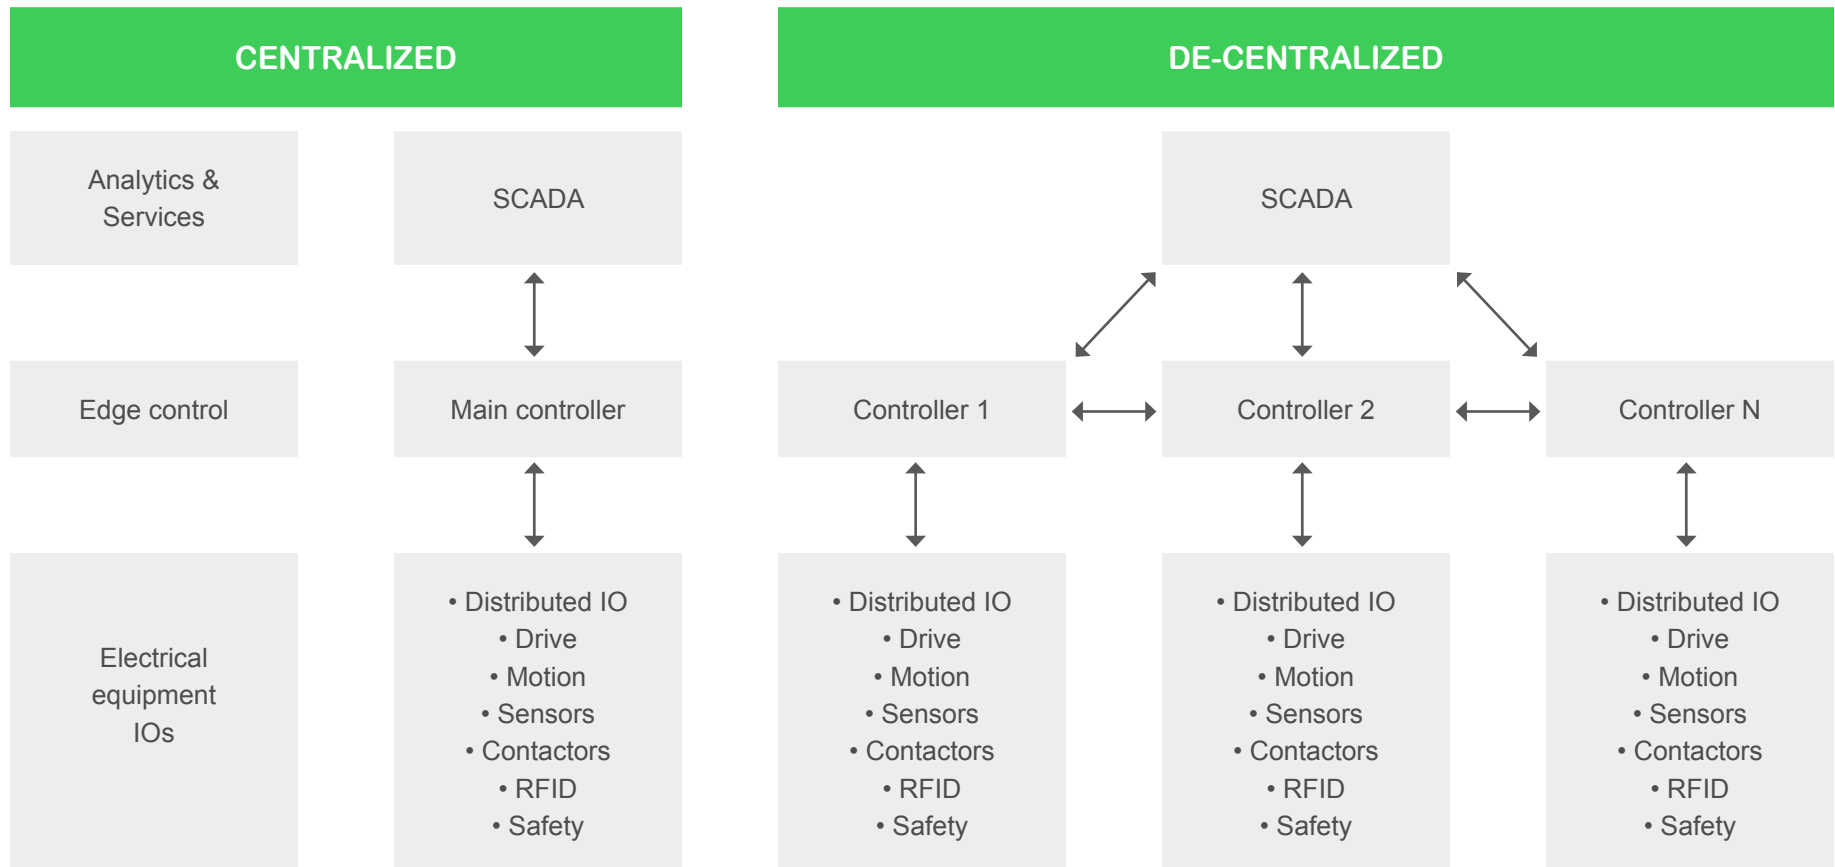 CENTRALIZED
DE-CENTRALIZED
Analytics &
Services
SCADA
SCADA
Edge control
Main controller
Controller 1
Controller 2
Controller N
Electrical
equipment
IOs
• Distributed IO
• Drive
• Motion
• Sensors
• Contactors
• RFID
• Safety
• Distributed IO
• Drive
• Motion
• Sensors
• Contactors
• RFID
• Safety
• Distributed IO
• Drive
• Motion
• Sensors
• Contactors
• RFID
• Safety
• Distributed IO
• Drive
• Motion
• Sensors
• Contactors
• RFID
• Safety